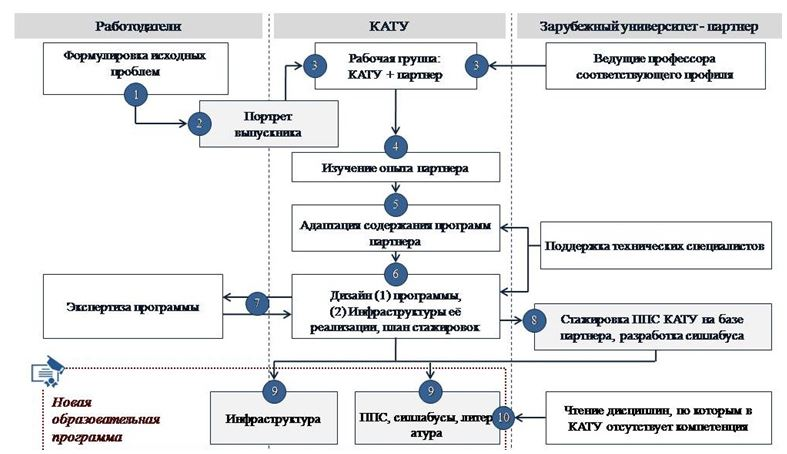 Работодатели
КАТУ
Зарубежный университет - партнер
Формулировка исходных
проблем
1
2
Портрет
выпускника
3
Рабочая группа:
КАТУ + партнер
3
Ведущие профессора
соответствующего профиля
4
Изучение опыта партнера
5
Адаптация содержания программ
партнера
Поддержка технических специалистов
6
Дизайн (1) программы,
(2) Инфраструктуры её
реализации, план стажировок
Экспертиза программы
7
8
Стажировка ППС КАТУ на базе
партнера, разработка силлабуса
Новая
образовательная
программа
9
Инфраструктура
9
ППС, силлабусы, литер
атура
10
Чтение дисциплин, по которым в
КАТУ отсутствует компетенция